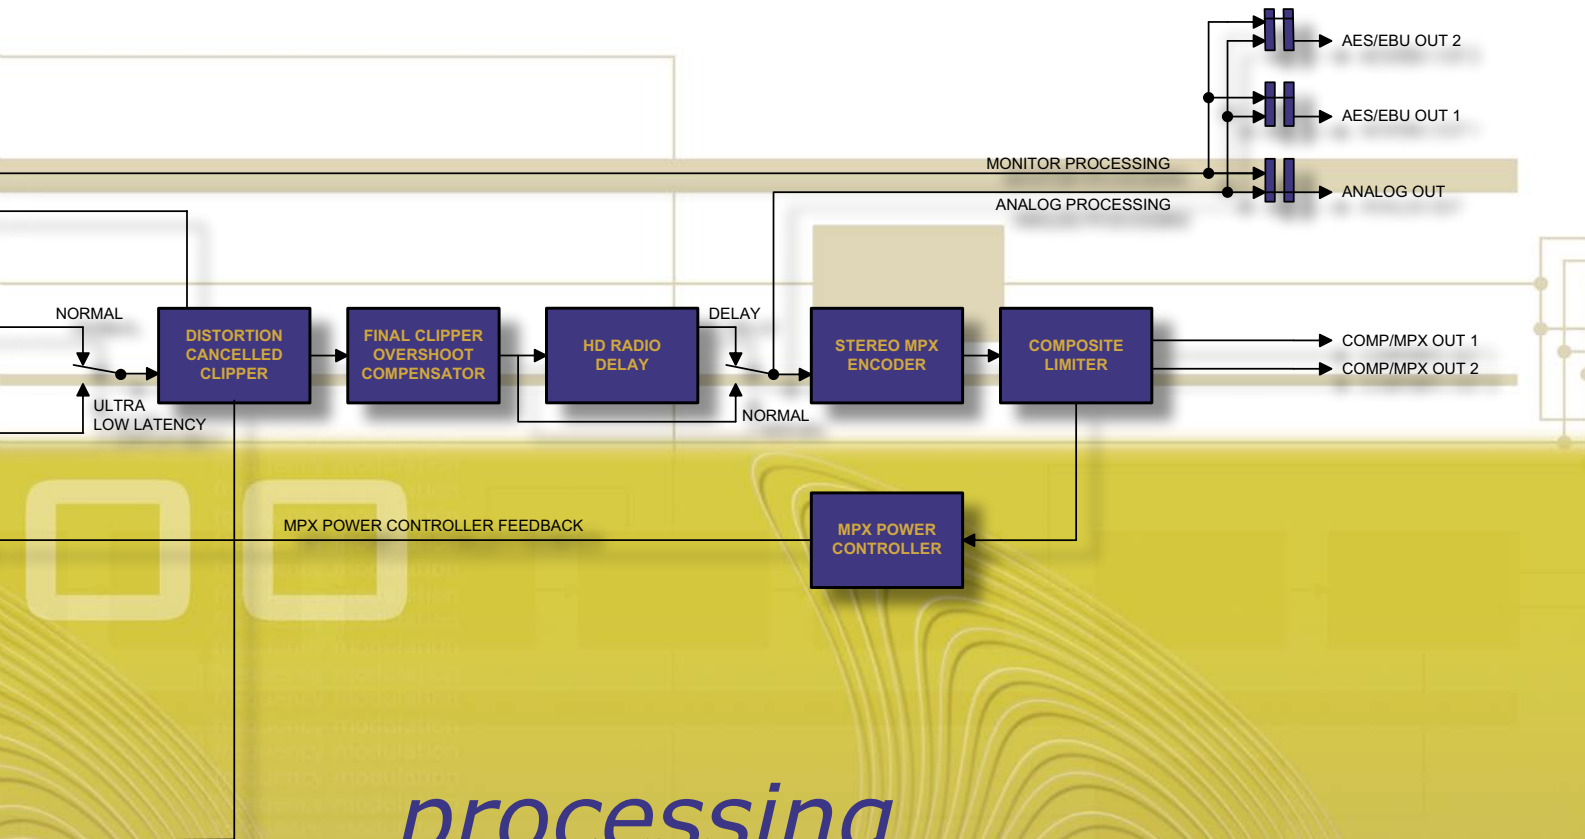 AES/EBU OUT 2
AES/EBU OUT 1
MONITOR PROCESSING
ANALOG OUT
ANALOG PROCESSING
NORMAL
DELAY
DISTORTION
CANCELLED
CLIPPER
FINAL CLIPPER
OVERSHOOT
COMPENSATOR
HD RADIO
DELAY
STEREO MPX
ENCODER
COMPOSITE
LIMITER
COMP/MPX OUT 1
COMP/MPX OUT 2
ULTRA
LOW LATENCY
NORMAL
MPX POWER CONTROLLER FEEDBACK
MPX POWER
CONTROLLER
processing